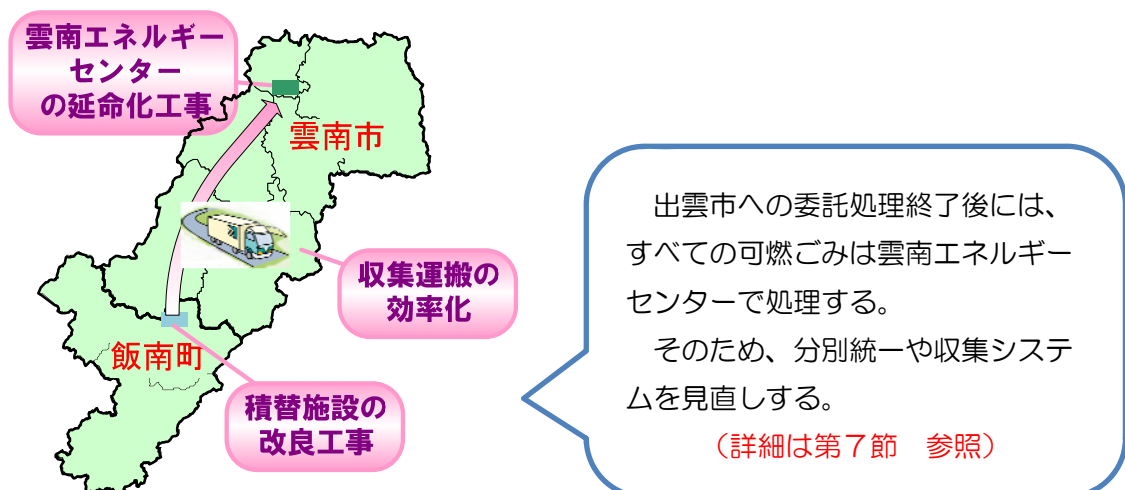 雲南エネルギー
センター
の延命化工事
雲南市
収集運搬の
効率化
飯南町
積替施設の
改良工事
出雲市への委託処理終了後には、
すべての可燃ごみは雲南エネルギー
センターで処理する。
そのため、分別統一や収集システ
ムを見直しする。
（詳細は第７節　参照）